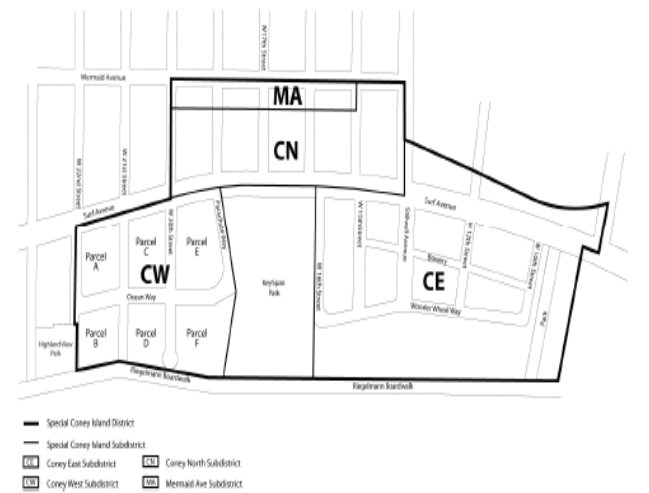 W 17th Street
Mermaid Avenue
MA
CN
W 22nd Street
W 21st Street
Surf Avenue
Surf Avenue
W 20th Street
Parachute Way
Parcel
A
Parcel
C
Parcel
E
CW
KeySpan
Park
W 16th Street
W 15th Street
Stillwell Avenue
W 12th Street
W 10th Street
Bowery
CE
Ocean Way
Wonder Wheel Way
Park
Highland View
Park
Parcel
B
Parcel
D
Parcel
F
Riegelmann Boardwalk
Riegelmann Boardwalk
Special Coney Island District
Special Coney Island Subdistrict
CE Coney East Subdistrict
CN Coney North Subdistrict
CW Coney West Subdistrict
MA Mermaid Ave Subdistrict